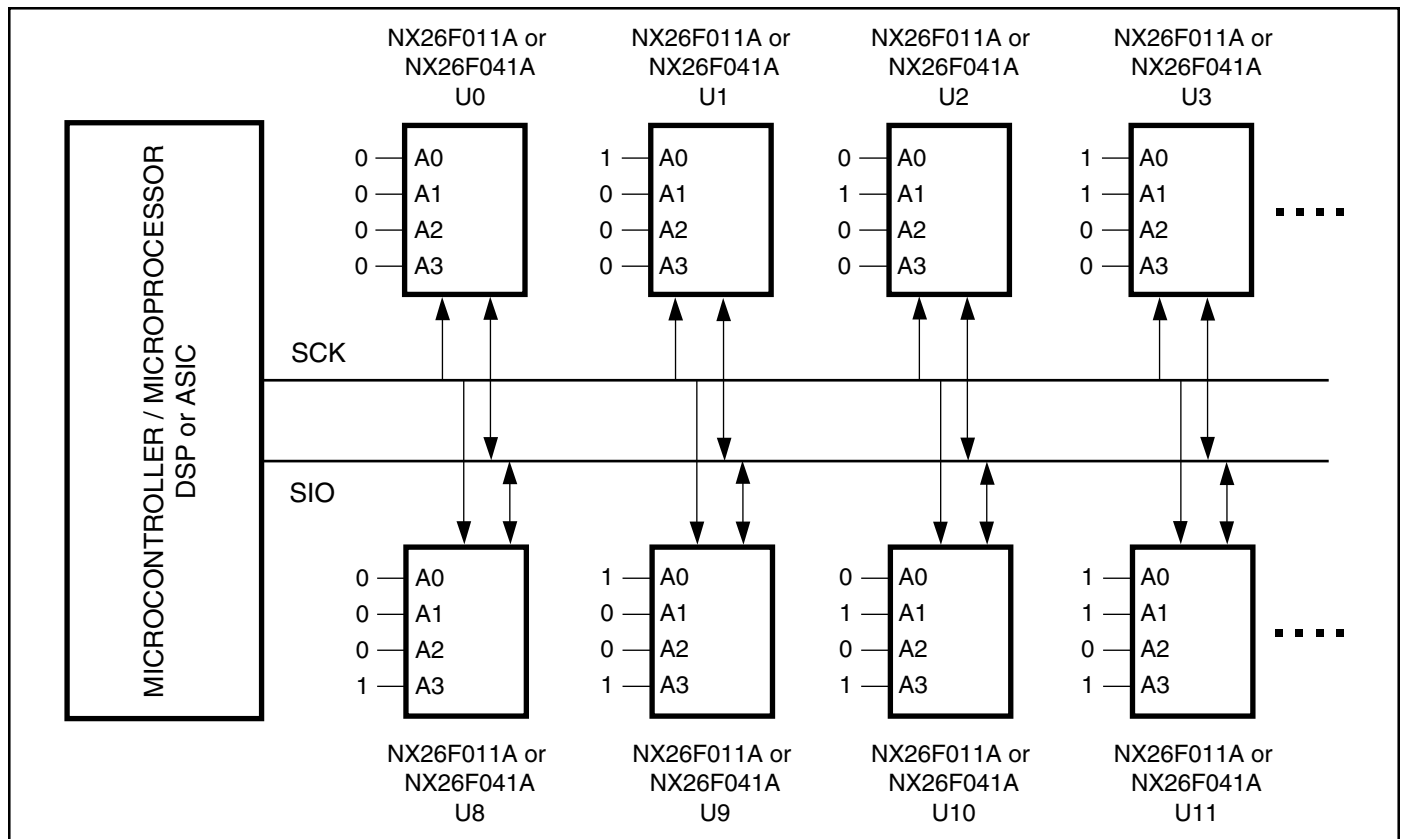 NX26F011A or
NX26F041A
U0
NX26F011A or
NX26F041A
U1
NX26F011A or
NX26F041A
U2
NX26F011A or
NX26F041A
U3
MICROCONTROLLER / MICROPROCESSOR
DSP or ASIC
0 A0
0 A1
0 A2
0 A3
1 A0
0 A1
0 A2
0 A3
0 A0
1 A1
0 A2
0 A3
1 A0
1 A1
0 A2
0 A3
SCK
SIO
0 A0
0 A1
0 A2
1 A3
1 A0
0 A1
0 A2
1 A3
0 A0
1 A1
0 A2
1 A3
1 A0
1 A1
0 A2
1 A3
NX26F011A or
NX26F041A
U8
NX26F011A or
NX26F041A
U9
NX26F011A or
NX26F041A
U10
NX26F011A or
NX26F041A
U11